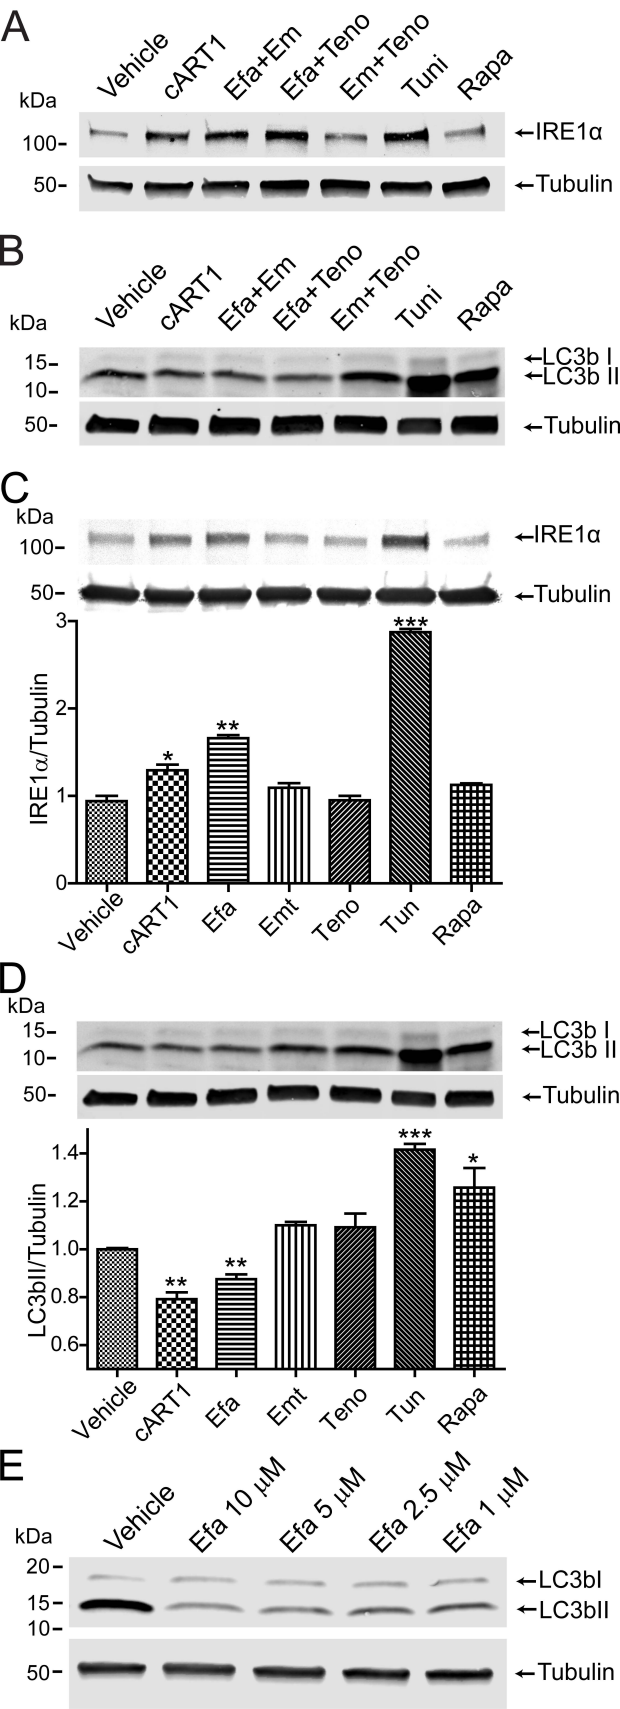 A
Vehicle cART1 Efa+Em Efa+Teno Em+Teno Tuni Rapa
kDa
100- ←IRE1α
50- ←Tubulin
B
Vehicle cART1 Efa+Em Efa+Teno Em+Teno Tuni Rapa
kDa
15- ←LC3b I
10- ←LC3b II
50- ←Tubulin
C
kDa
100- ←IRE1α
50- ←Tubulin
3
2
1
0
IRE1α/Tubulin
* ** ***
Vehicle cART1 Efa Emt Teno Tun Rapa
D
kDa
15- ←LC3b I
10- ←LC3b II
50- ←Tubulin
1.4
1.2
1.0
0.8
0.6
LC3bII/Tubulin
** ** *** *
Vehicle cART1 Efa Emt Teno Tun Rapa
E
Vehicle Efa 10 μM Efa 5 μM Efa 2.5 μM Efa 1 μM
kDa
20- ←LC3bI
15- ←LC3bII
10-
50- ←Tubulin